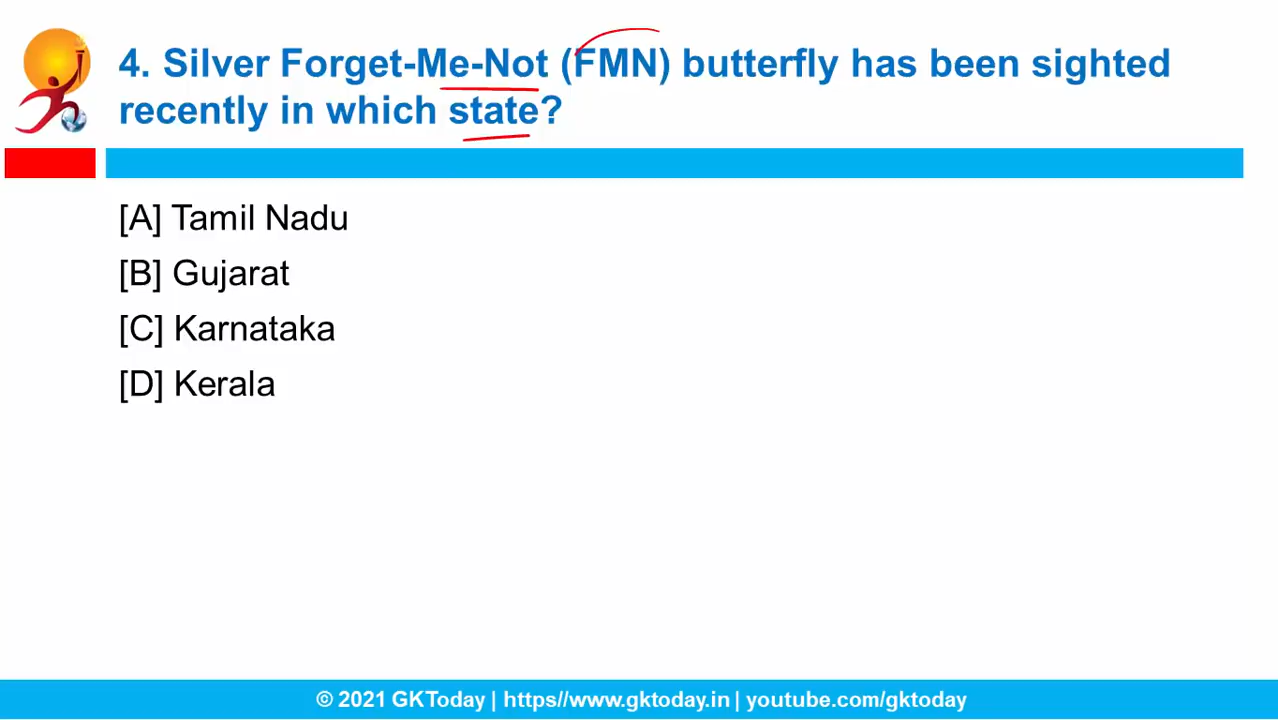 4. Silver Forget-Me-Not (FMN) butterfly has been sighted
recently in which state?
[A] Tamil Nadu
[B] Gujarat
[C] Karnataka
[D] Kerala
© 2021 GKToday | https//www.gktoday.in | youtube.com/gktoday